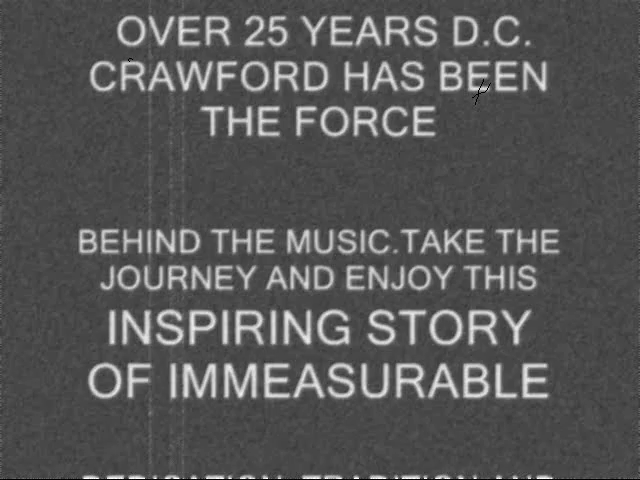 OVER 25 YEARS D.C.
CRAWFORD HAS BEEN
THE FORCE
BEHIND THE MUSIC.TAKE THE
JOURNEY AND ENJOY THIS
INSPIRING STORY
OF IMMEASURABLE